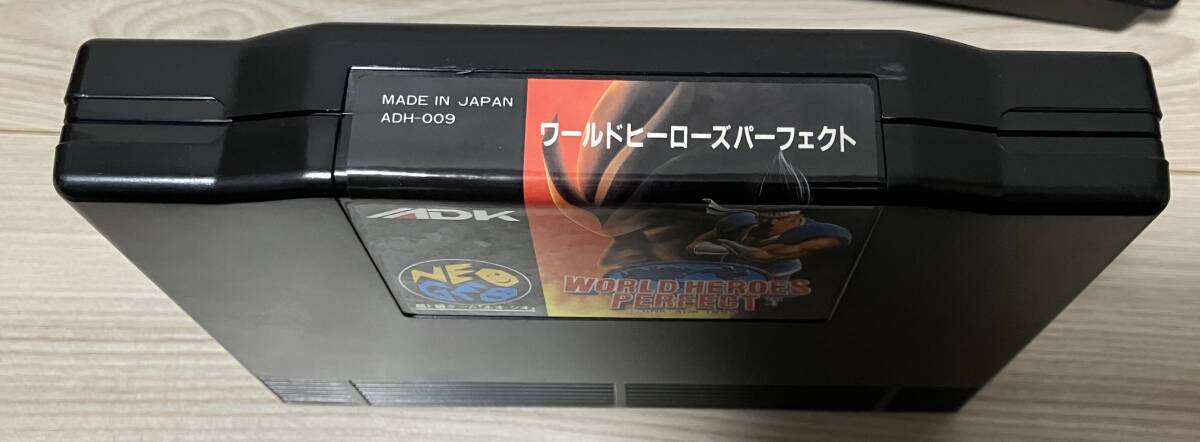 MADE IN JAPAN
ADH-009
ワールドヒーローズパーフェクト
ADK
NEO
GEO
WORLD HEROES
PERFECT